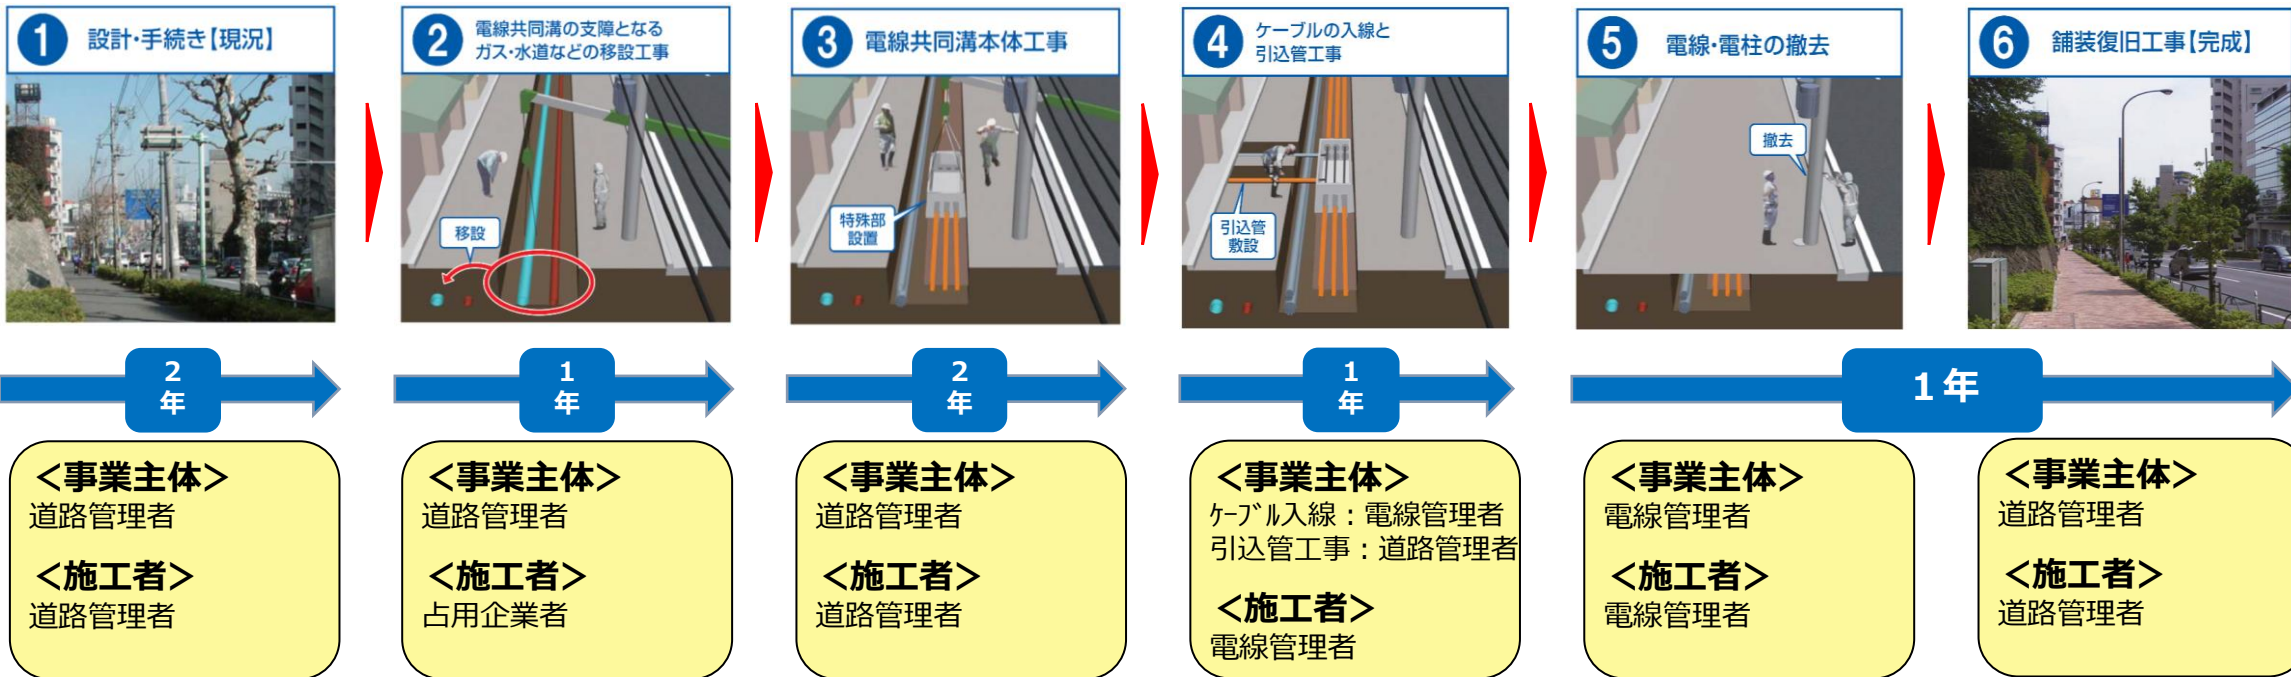 1 設計・手続き【現況】
2 電線共同溝の支障となる
ガス・水道などの移設工事
3 電線共同溝本体工事
4 ケーブルの入線と
引込管工事
5 電線・電柱の撤去
6 舗装復旧工事【完成】
移設
特殊部
設置
引込管
敷設
撤去
2
年
1
年
2
年
1
年
1年
<事業主体>
道路管理者
<施工者>
道路管理者
<事業主体>
道路管理者
<施工者>
占用企業者
<事業主体>
道路管理者
<施工者>
道路管理者
<事業主体>
ｹｰﾌﾞﾙ入線：電線管理者
引込管工事：道路管理者
<施工者>
電線管理者
<事業主体>
電線管理者
<施工者>
電線管理者
<事業主体>
道路管理者
<施工者>
道路管理者